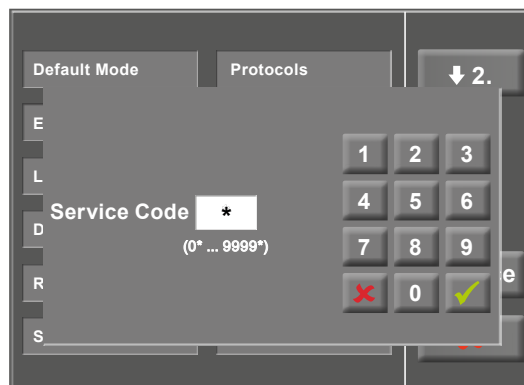 Default Mode Protocols
⬇ 2.
E
1 2 3
L
4 5 6
Service Code *
D
(0* ... 9999*) 7 8 9
R
0
e
S